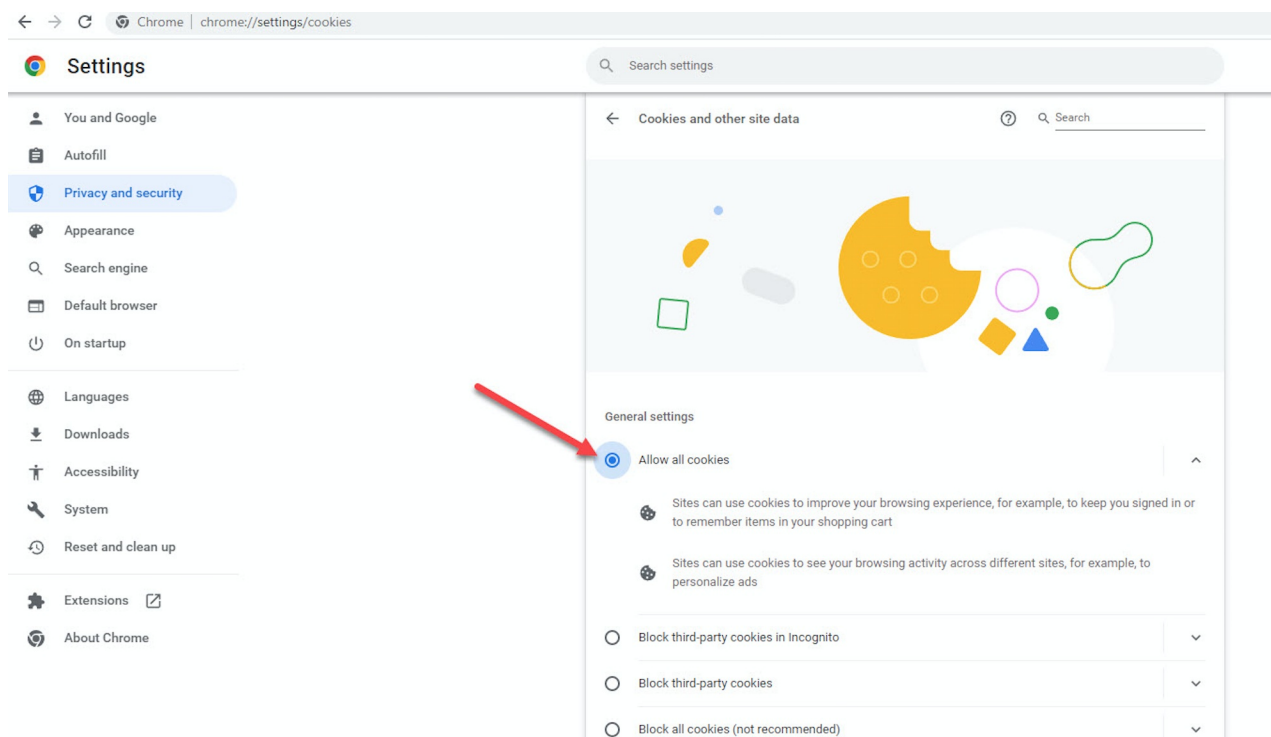 Chrome | chrome://settings/cookies
Settings
Search settings
You and Google
Autofill
Privacy and security
Appearance
Search engine
Default browser
On startup
Languages
Downloads
Accessibility
System
Reset and clean up
Extensions
About Chrome
Cookies and other site data
Search
General settings
Allow all cookies
Sites can use cookies to improve your browsing experience, for example, to keep you signed in or
to remember items in your shopping cart
Sites can use cookies to see your browsing activity across different sites, for example, to
personalize ads
Block third-party cookies in Incognito
Block third-party cookies
Block all cookies (not recommended)